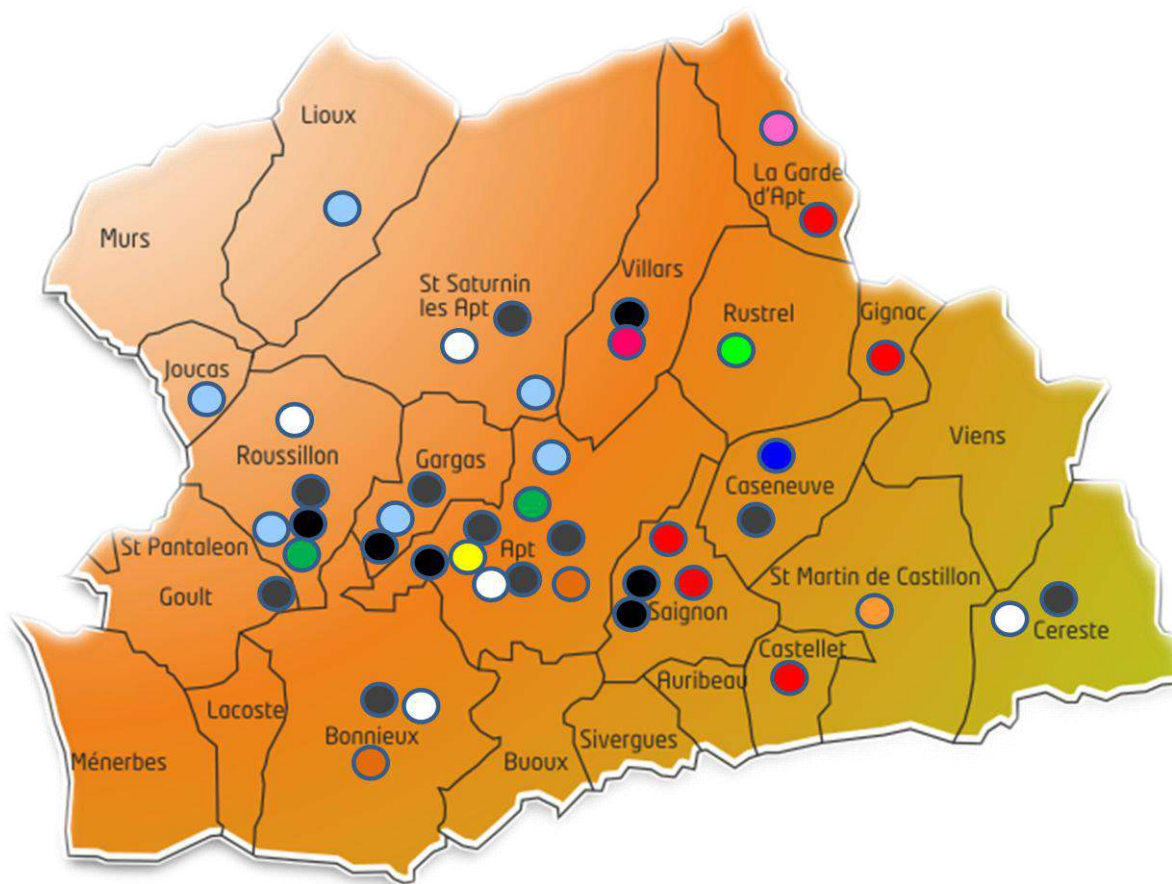 Lioux
La Garde
d'Apt
Murs
Villars
St Saturnin
les Apt
Rustrel
Gignac
Joucas
Viens
Roussillon
Gargas
Caseneuve
St Pantaleon
Apt
Goult
St Martin de Castillon
Saignon
Cereste
Castellet
Auribeau
Lacoste
Bonnieux
Sivergues
Ménerbes
Buoux